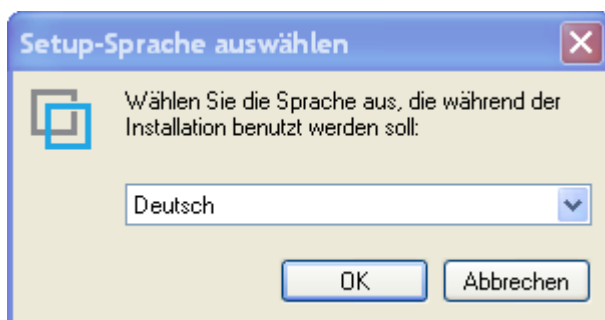 Setup-Sprache auswählen
Wählen Sie die Sprache aus, die während der
Installation benutzt werden soll:
Deutsch
OK Abbrechen